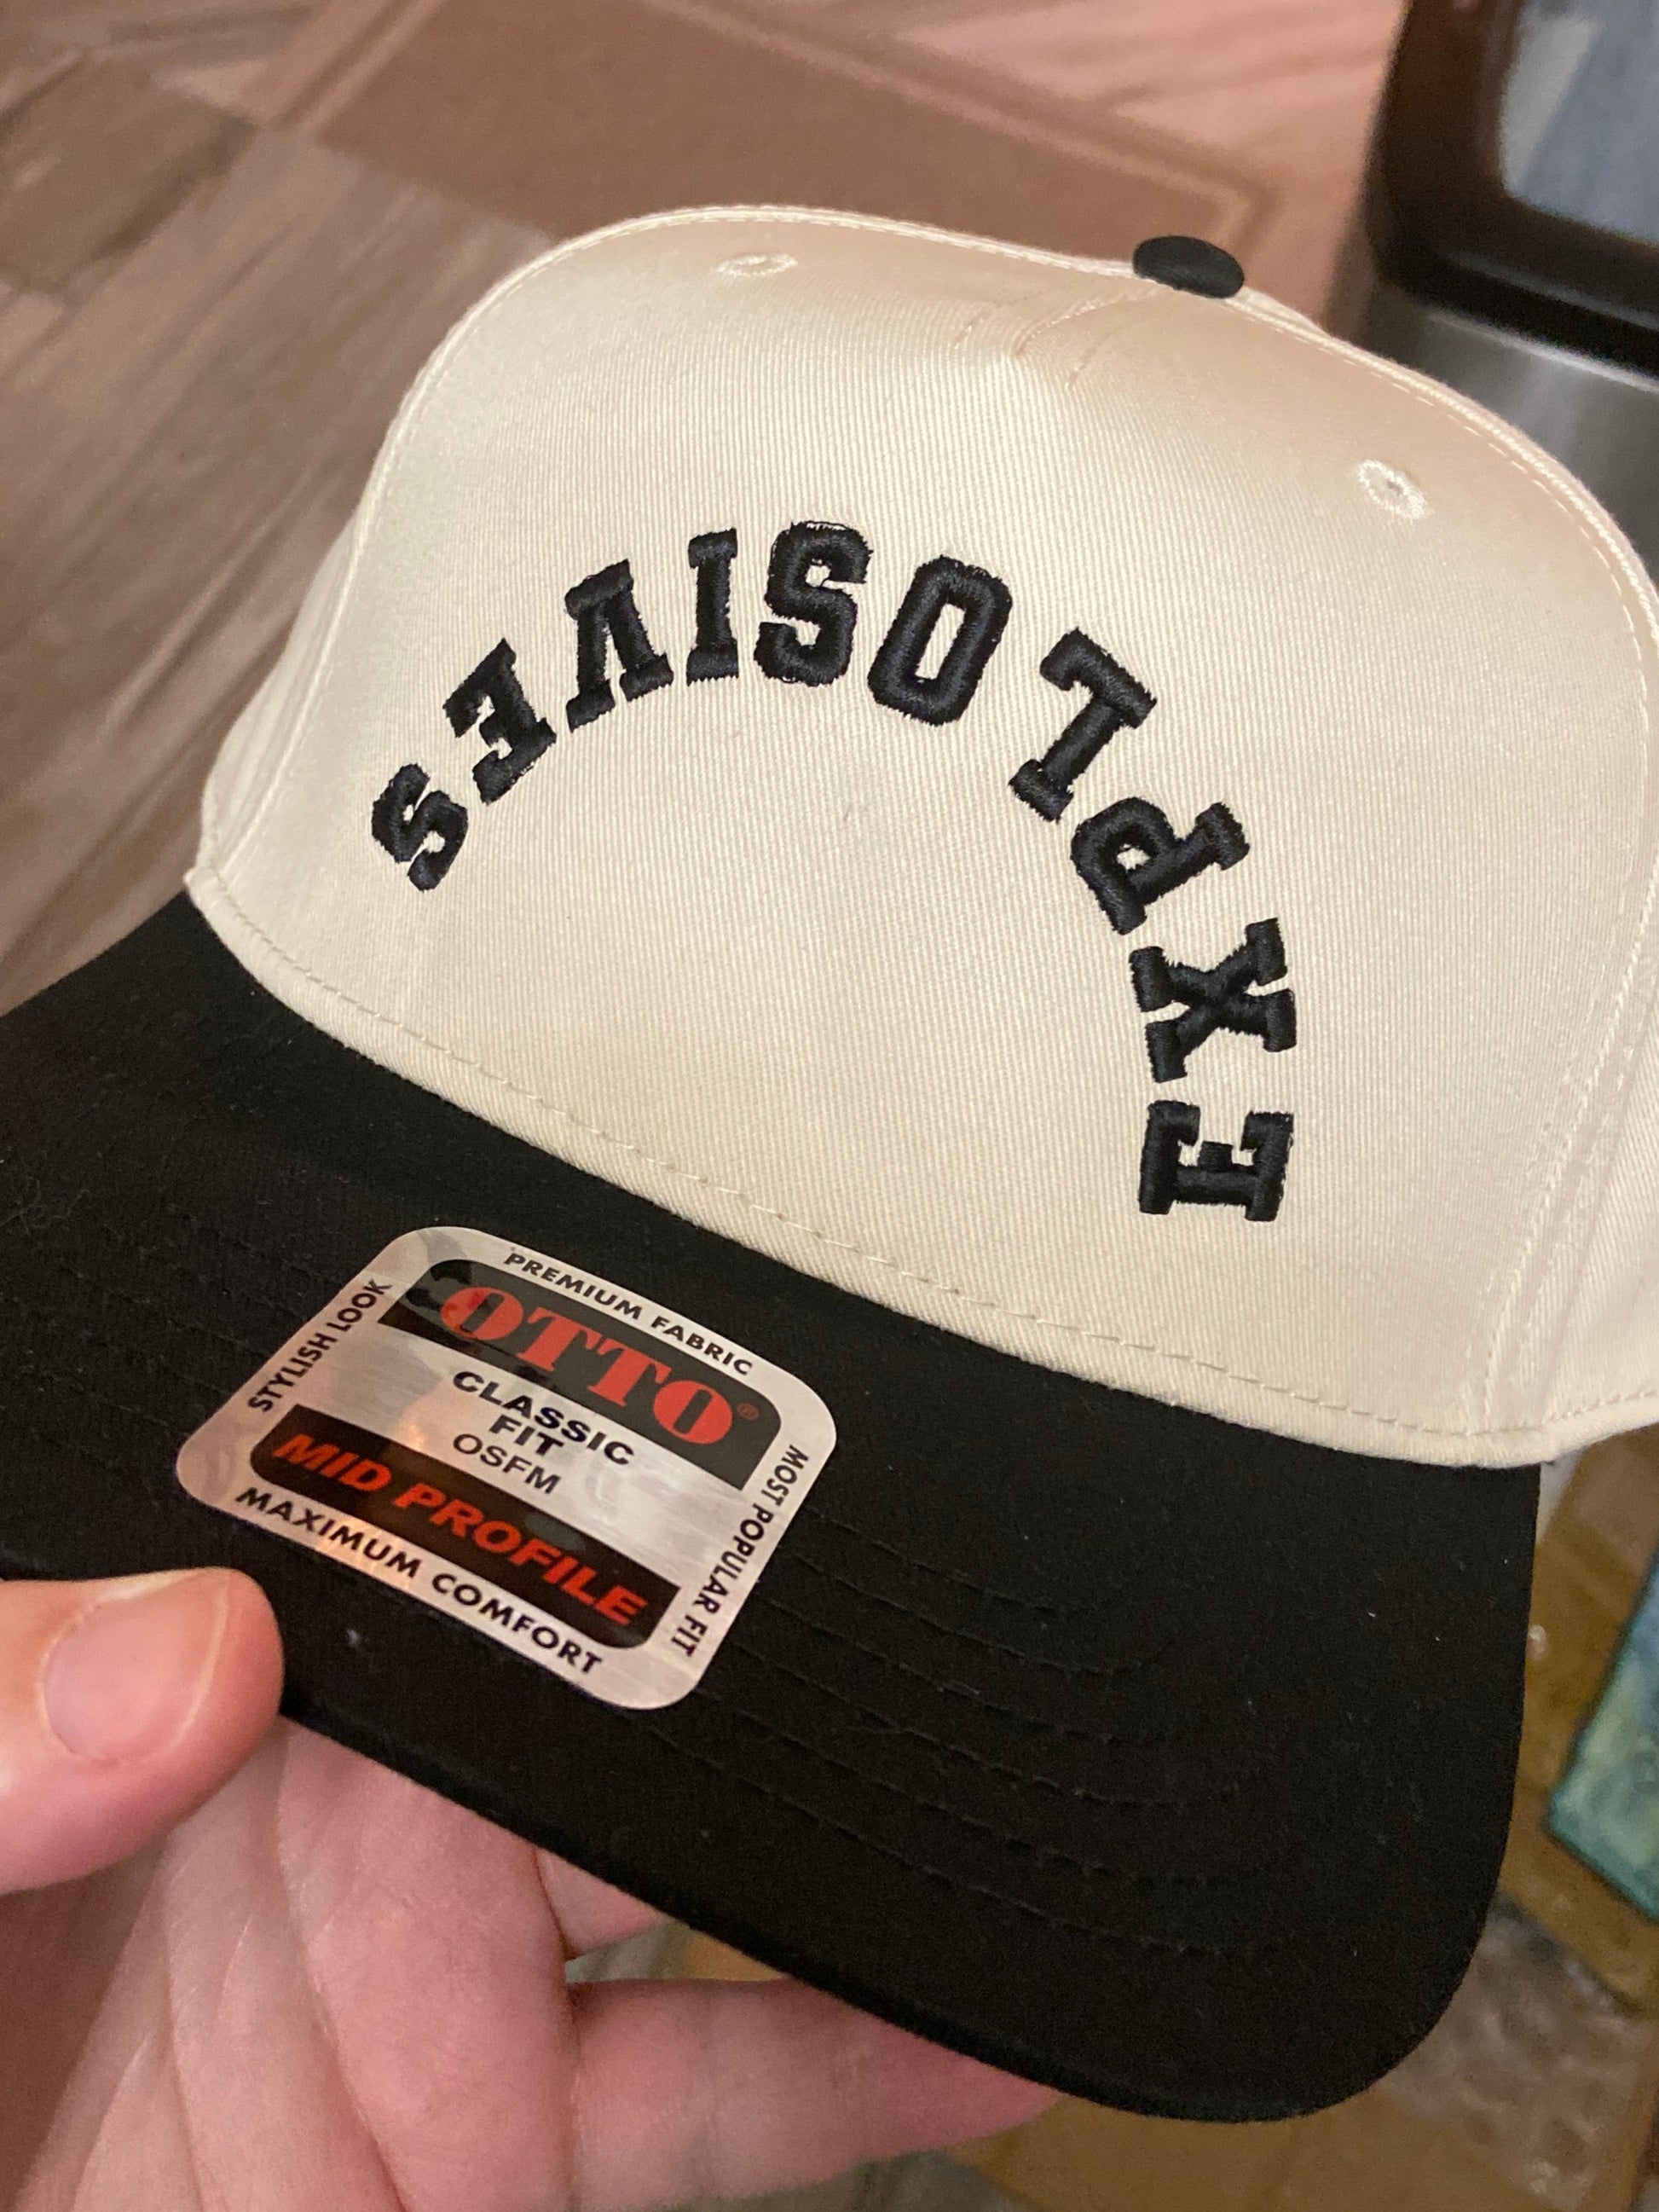 EXPLOSIVES
PREMIUM FABRIC
STYLISH LOOK
OTTO®
CLASSIC
FIT
OSFM
MID PROFILE
MOST POPULAR FIT
MAXIMUM COMFORT